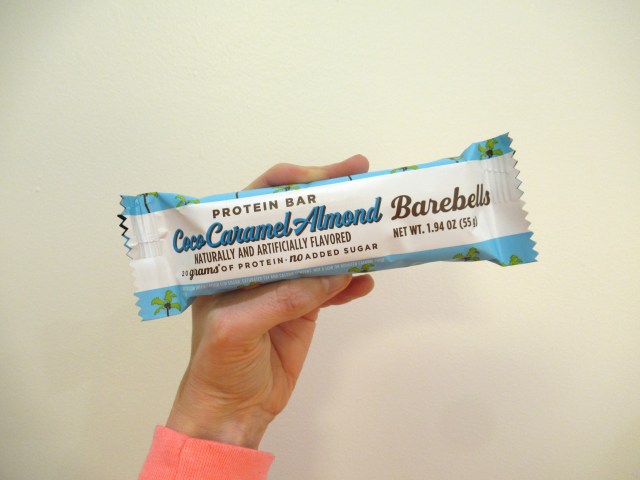 PROTEIN BAR
Coco Caramel Almond
Barebells
NATURALLY AND ARTIFICIALLY FLAVORED
NET WT. 1.94 OZ (55 g)
20 grams OF PROTEIN · no ADDED SUGAR